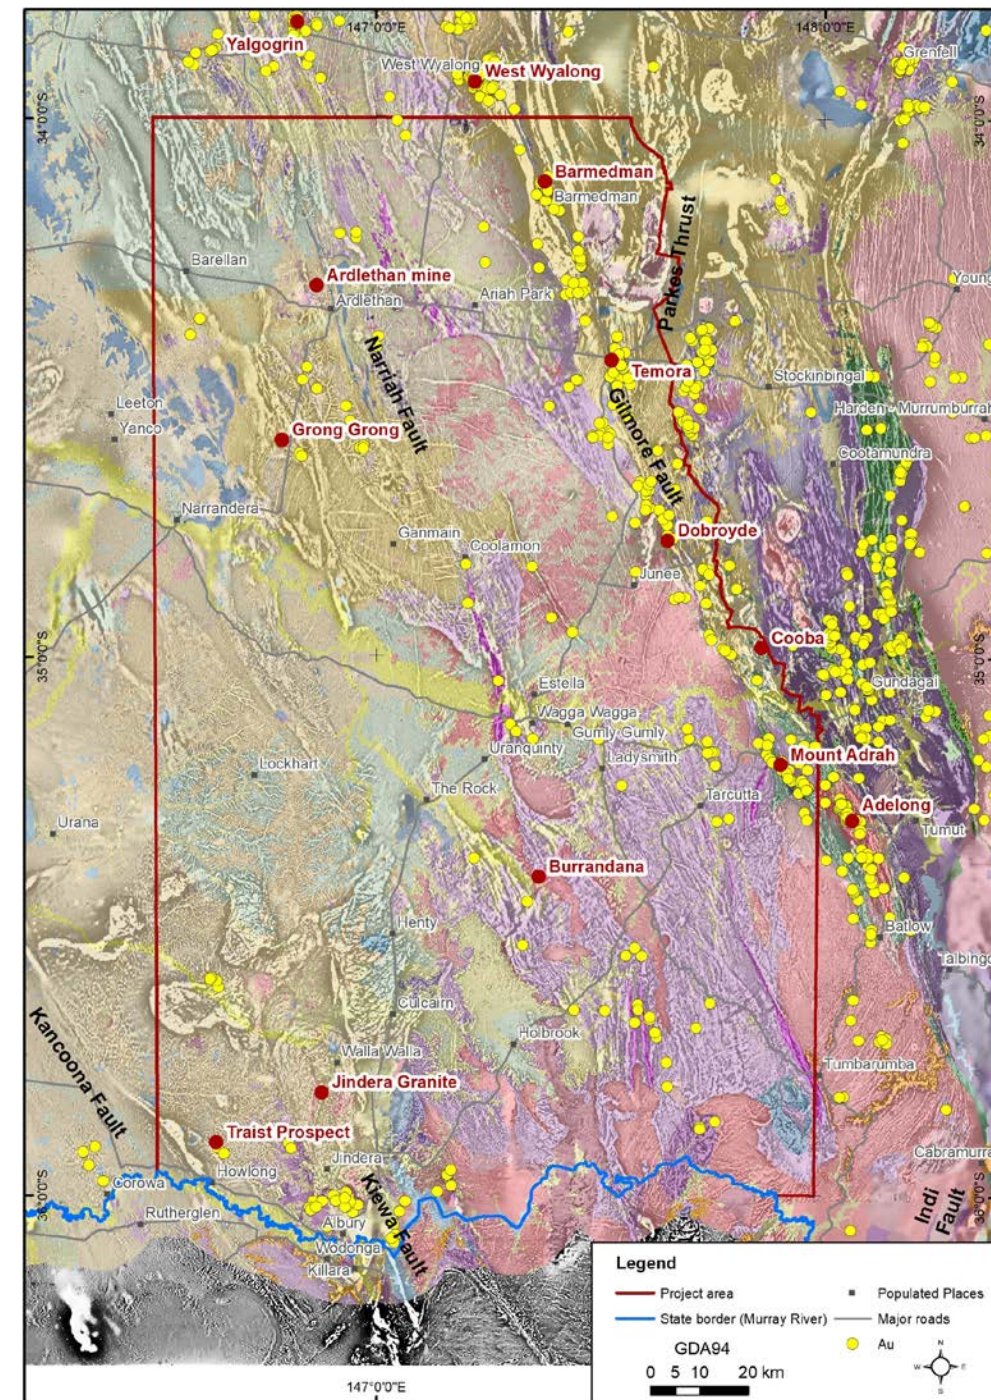 147°0'0"E
148°0'0"E
Yalgogrin
West Wyalong
West Wyalong
Grenfell
34°0'0"S
34°0'0"S
Barmedman
Barmedman
Parkes Thrust
Barellan
Ardlethan mine
Ardlethan
Ariah Park
Young
Narriah Fault
Temora
Stockinbingal
Gilmore Fault
Leeton
Yanco
Grong Grong
Harden - Murrumburrah
Cootamundra
Narrandera
Ganmain
Coolamon
Dobroyde
Junee
35°0'0"S
Cooba
35°0'0"S
Gundagai
Estella
Wagga Wagga
Gumly Gumly
Uranquinty
Ladysmith
Mount Adrah
Lockhart
The Rock
Tarcutta
Adelong
Urana
Tumut
Burrandana
Henty
Batlow
Talbingo
Culcairn
Kancoona Fault
Holbrook
Walla Walla
Tumbarumba
Jindera Granite
Traist Prospect
Jindera
Howlong
Cabramurra
36°0'0"S
Corowa
Kiewa Fault
Indi
Fault
36°0'0"S
Rutherglen
Albury
Wodonga
Killara
147°0'0"E
Legend
Project area
Populated Places
State border (Murray River)
Major roads
GDA94
Au
0 5 10 20 km
N
W
E
S